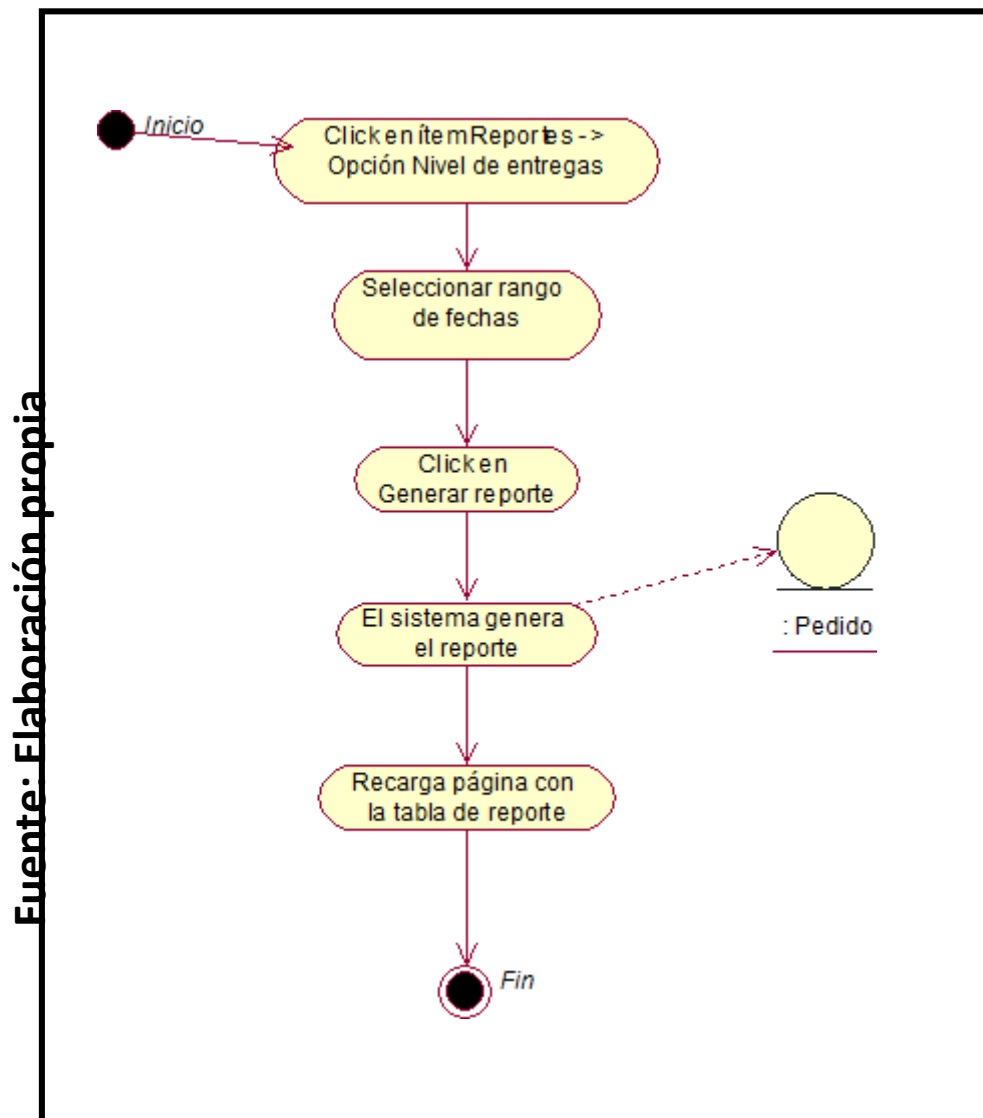 Inicio
Click en ítem Reportes ->
Opción Nivel de entregas
Seleccionar rango
de fechas
Click en
Generar reporte
El sistema genera
el reporte
: Pedido
Recarga página con
la tabla de reporte
Fin
Fuente: Elaboración propia